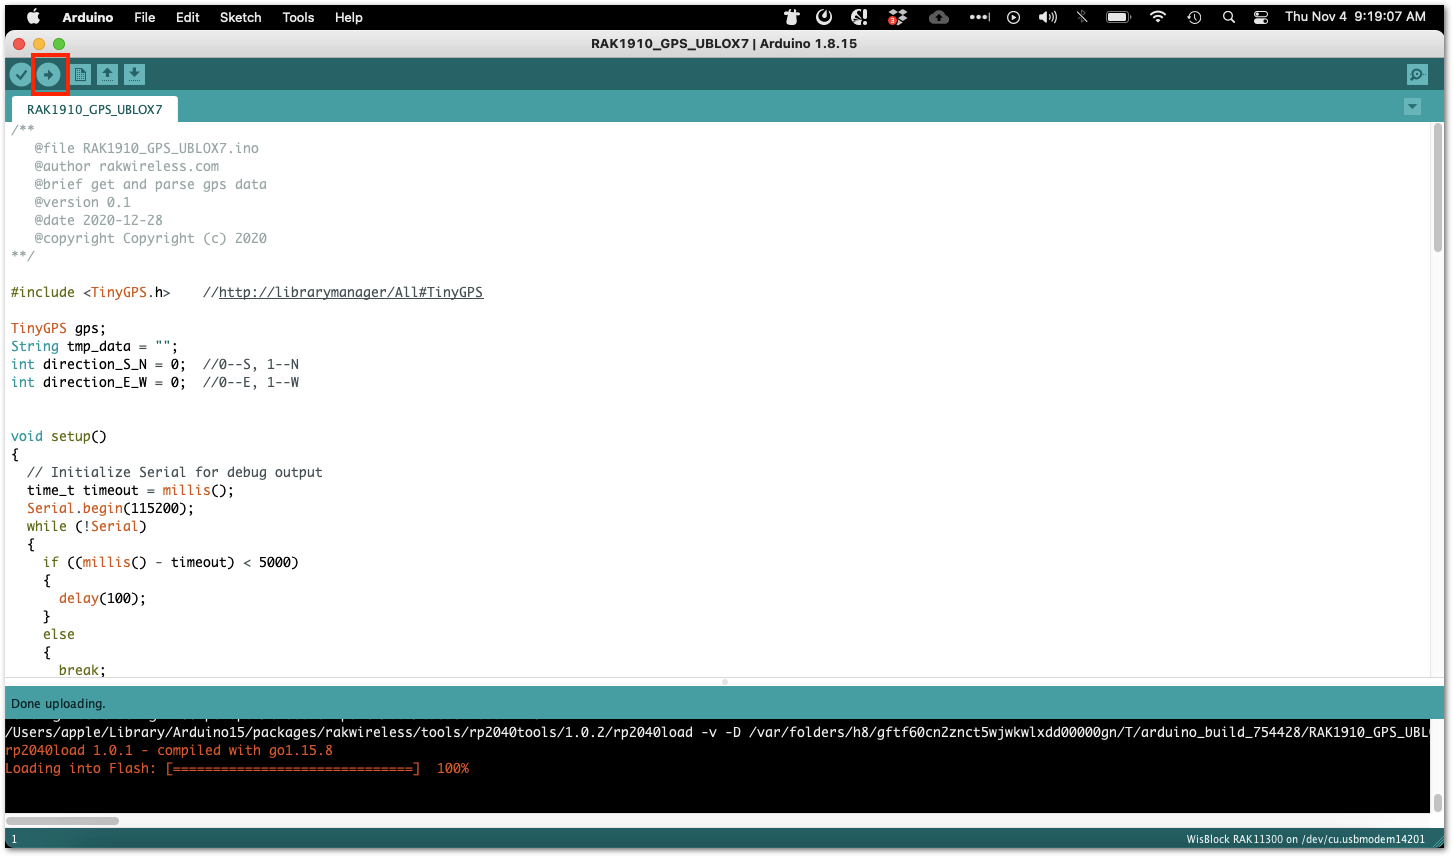 Arduino File Edit Sketch Tools Help 3 Thu Nov 4 9:19:07 AM
RAK1910_GPS_UBLOX7 | Arduino 1.8.15
RAK1910_GPS_UBLOX7
/**
@file RAK1910_GPS_UBLOX7.ino
@author rakwireless.com
@brief get and parse gps data
@version 0.1
@date 2020-12-28
@copyright Copyright (c) 2020
**/
#include <TinyGPS.h> //http://librarymanager/All#TinyGPS
TinyGPS gps;
String tmp_data = "";
int direction_S_N = 0; //0--S, 1--N
int direction_E_W = 0; //0--E, 1--W
void setup()
{
// Initialize Serial for debug output
time_t timeout = millis();
Serial.begin(115200);
while (!Serial)
{
if ((millis() - timeout) < 5000)
{
delay(100);
}
else
{
break;
Done uploading.
/Users/apple/Library/Arduino15/packages/rakwireless/tools/rp2040tools/1.0.2/rp2040load -v -D /var/folders/h8/gftf60cn2znct5wjwkwlxdd00000gn/T/arduino_build_754428/RAK1910_GPS_UBL
rp2040load 1.0.1 - compiled with go1.15.8
Loading into Flash: [==============================] 100%
1 WisBlock RAK11300 on /dev/cu.usbmodem14201